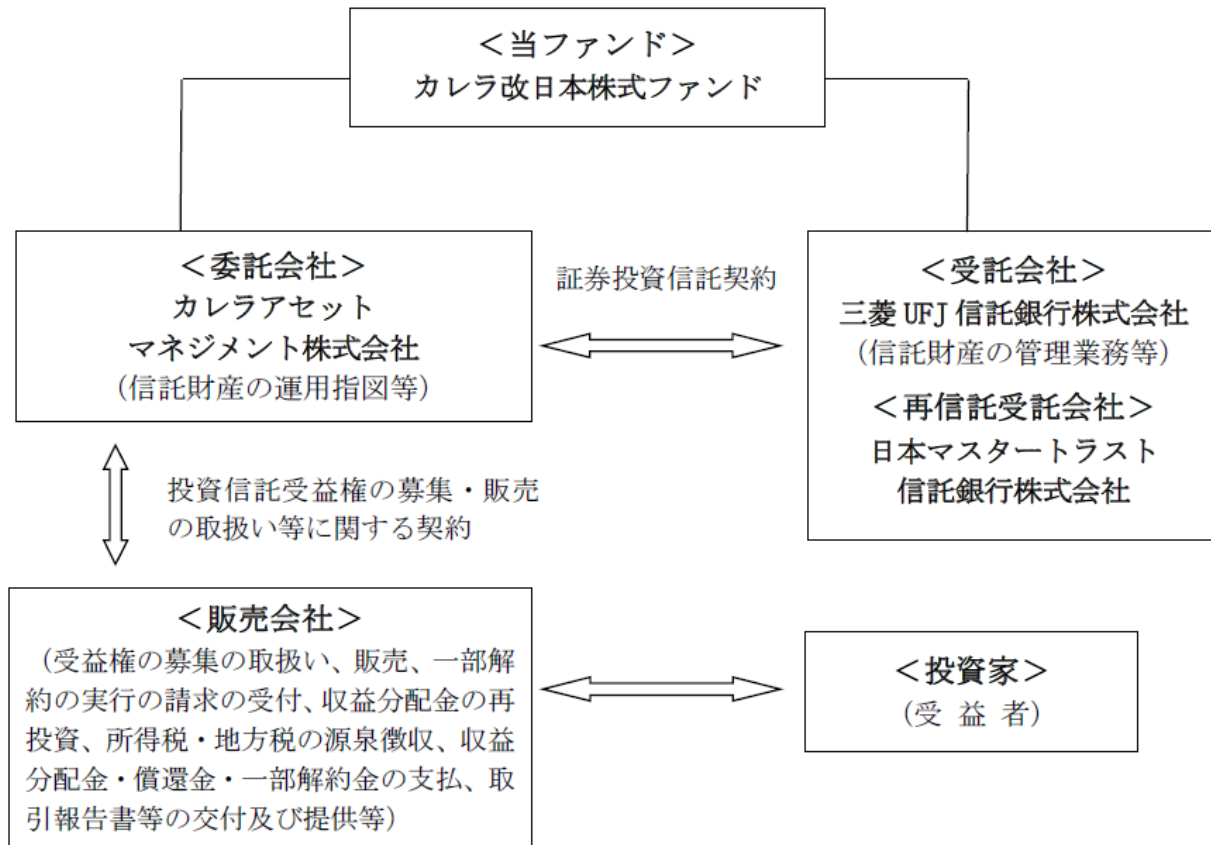 ＜当ファンド＞
カレラ改日本株式ファンド
＜委託会社＞
カレラアセット
マネジメント株式会社
（信託財産の運用指図等）
証券投資信託契約
＜受託会社＞
三菱 UFJ 信託銀行株式会社
（信託財産の管理業務等）
＜再信託受託会社＞
日本マスタートラスト
信託銀行株式会社
投資信託受益権の募集・販売
の取扱い等に関する契約
＜販売会社＞
（受益権の募集の取扱い、販売、一部解
約の実行の請求の受付、収益分配金の再
投資、所得税・地方税の源泉徴収、収益
分配金・償還金・一部解約金の支払、取
引報告書等の交付及び提供等）
＜投資家＞
（受 益 者）